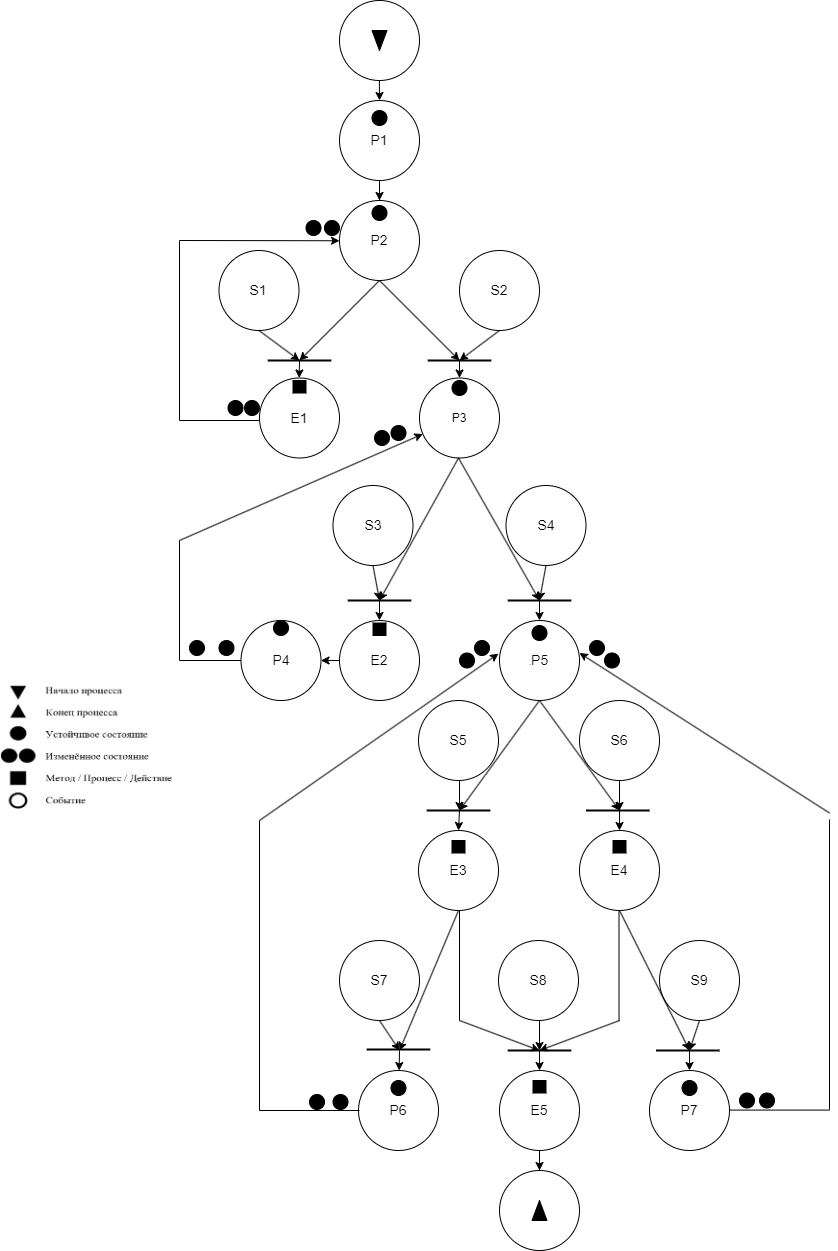 P1
P2
S1
S2
E1
P3
S3
S4
P4
E2
P5
Начало процесса
Конец процесса
Устойчивое состояние
Изменённое состояние
Метод / Процесс / Действие
Событие
S5
S6
E3
E4
S7
S8
S9
P6
E5
P7